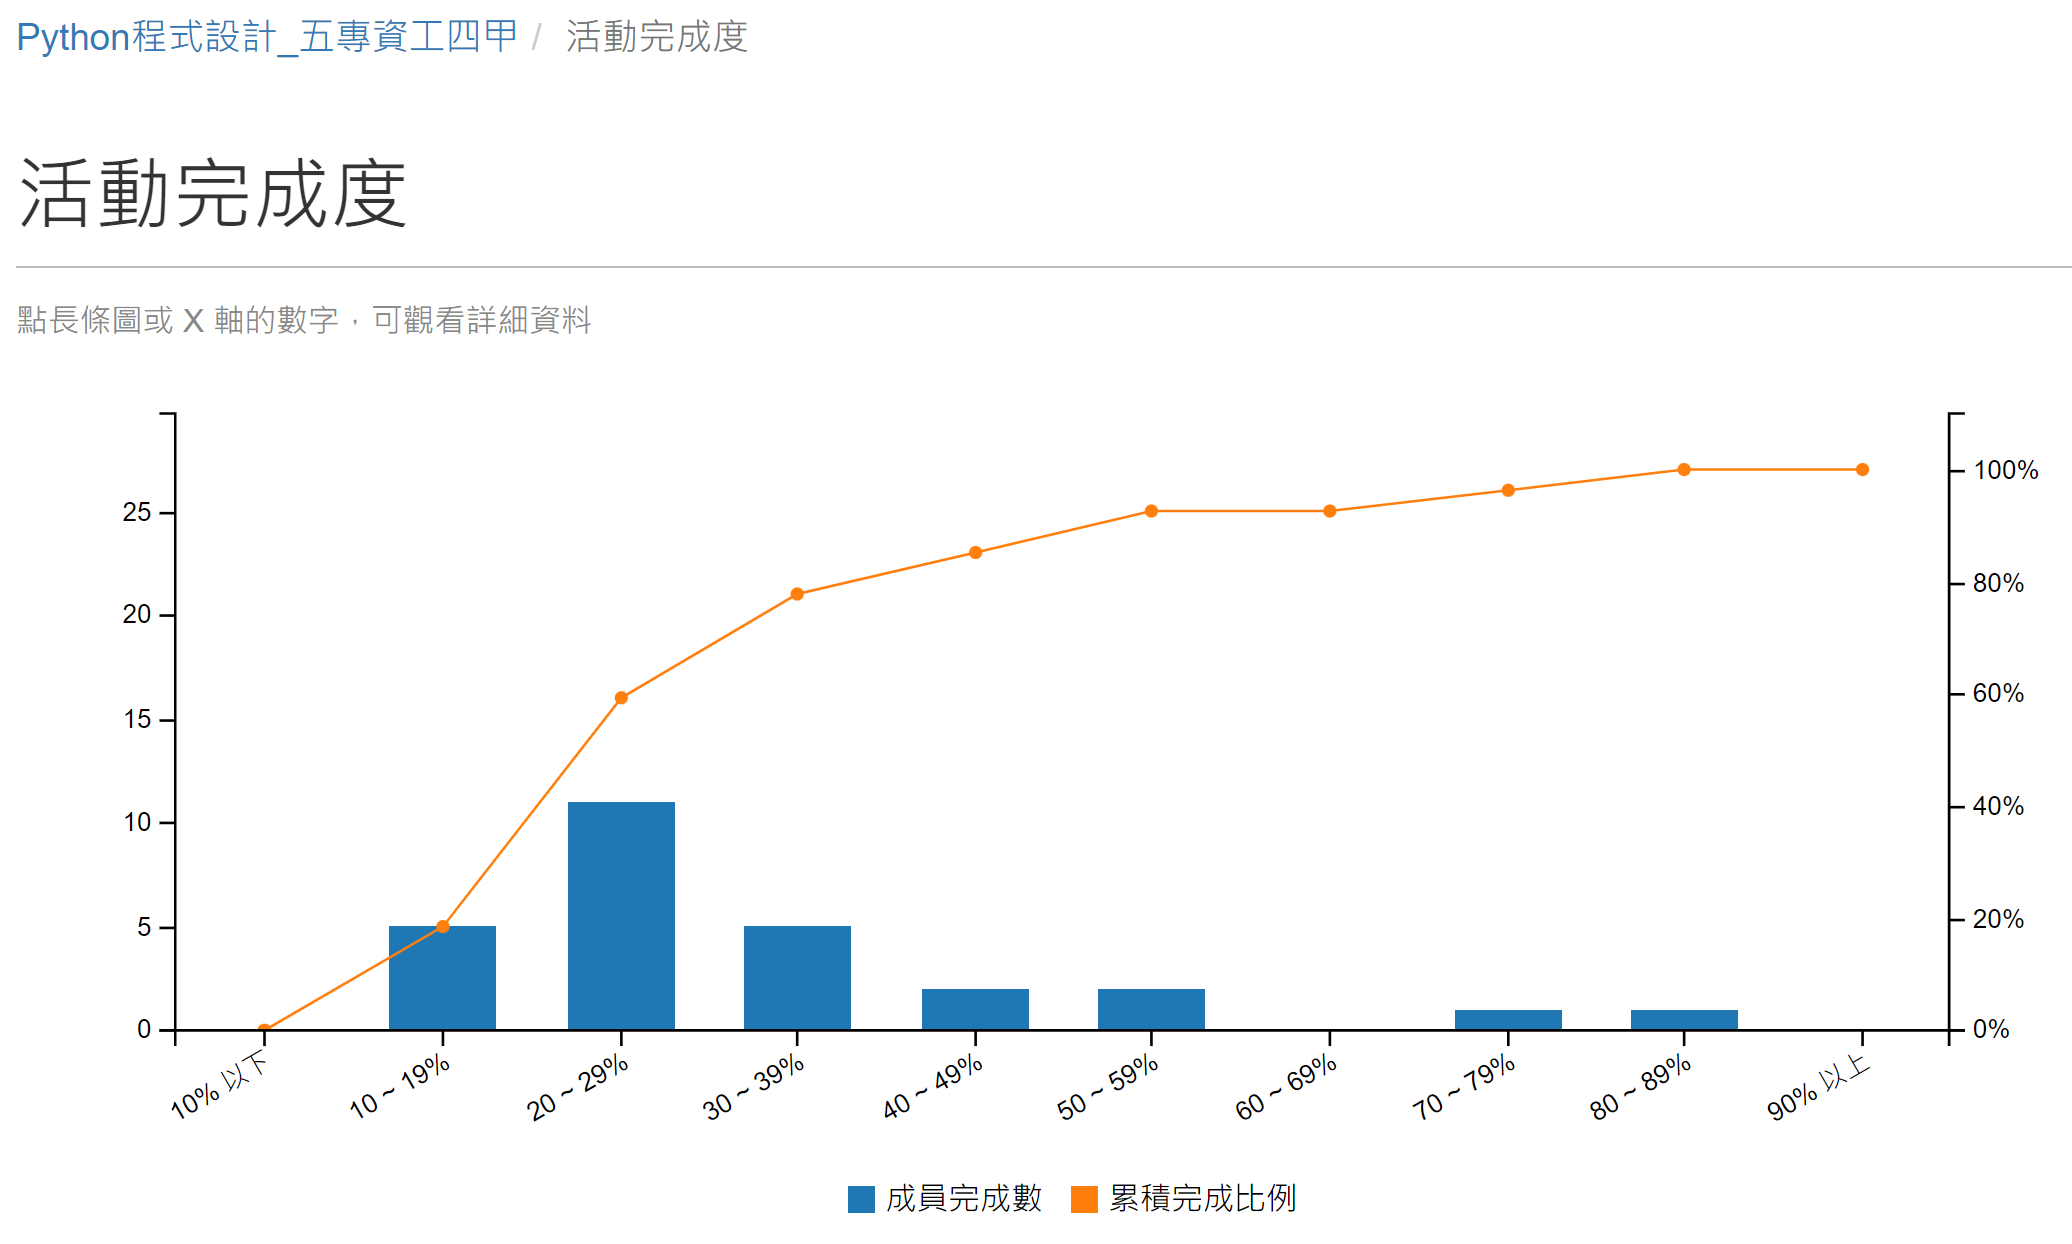 Python程式設計_五專資工四甲 / 活動完成度
活動完成度
點長條圖或 X 軸的數字，可觀看詳細資料
25
20
15
10
5
0
100%
80%
60%
40%
20%
0%
10% 以下
10 ~ 19%
20 ~ 29%
30 ~ 39%
40 ~ 49%
50 ~ 59%
60 ~ 69%
70 ~ 79%
80 ~ 89%
90% 以上
成員完成數 累積完成比例